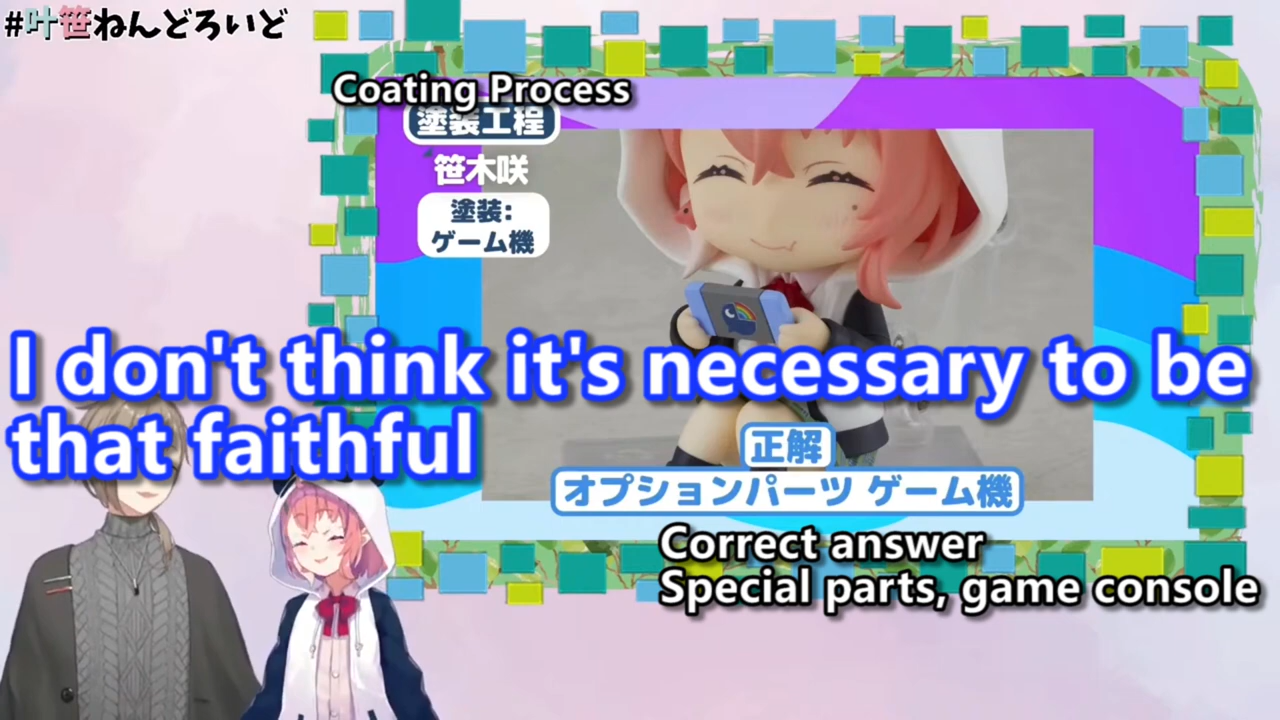 #叶笹ねんどろいど
Coating Process
塗装工程
笹木咲
塗装:
ゲーム機
I don't think it's necessary to be
that faithful
正解
オプションパーツ ゲーム機
Correct answer
Special parts, game console